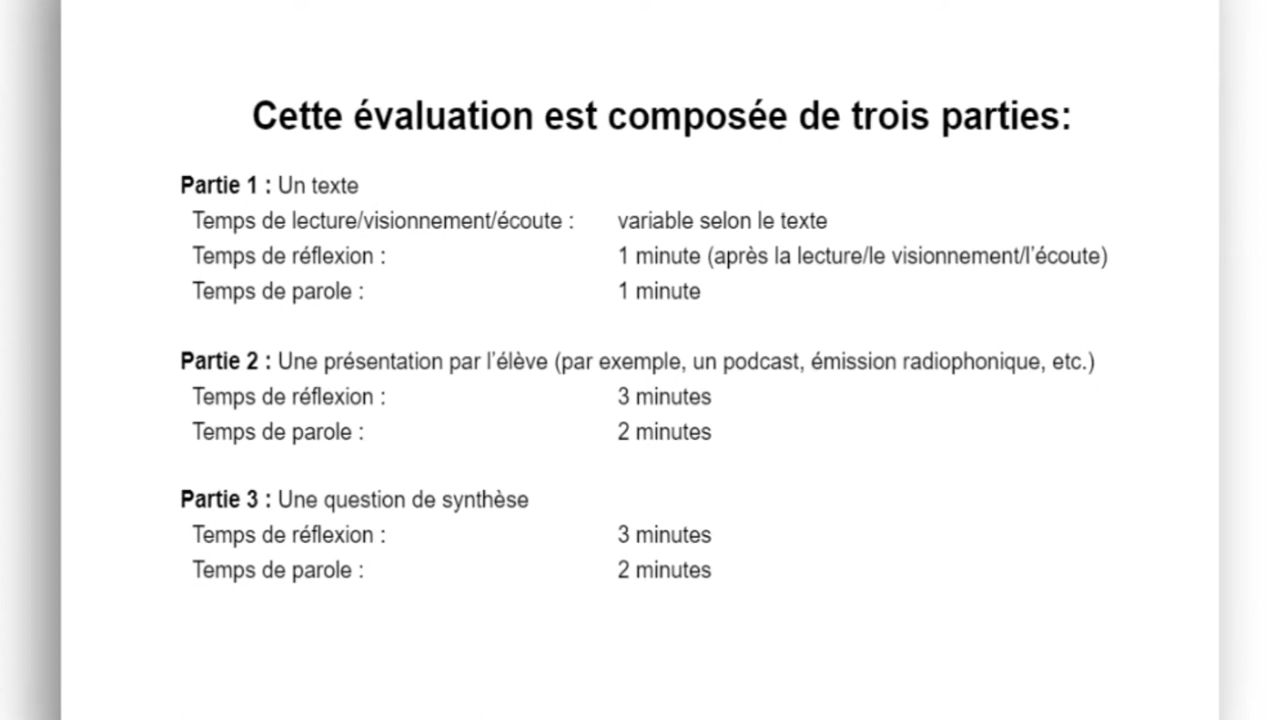 Cette évaluation est composée de trois parties:
Partie 1 : Un texte
Temps de lecture/visionnement/écoute : variable selon le texte
Temps de réflexion : 1 minute (après la lecture/le visionnement/l'écoute)
Temps de parole : 1 minute
Partie 2 : Une présentation par l'élève (par exemple, un podcast, émission radiophonique, etc.)
Temps de réflexion : 3 minutes
Temps de parole : 2 minutes
Partie 3 : Une question de synthèse
Temps de réflexion : 3 minutes
Temps de parole : 2 minutes